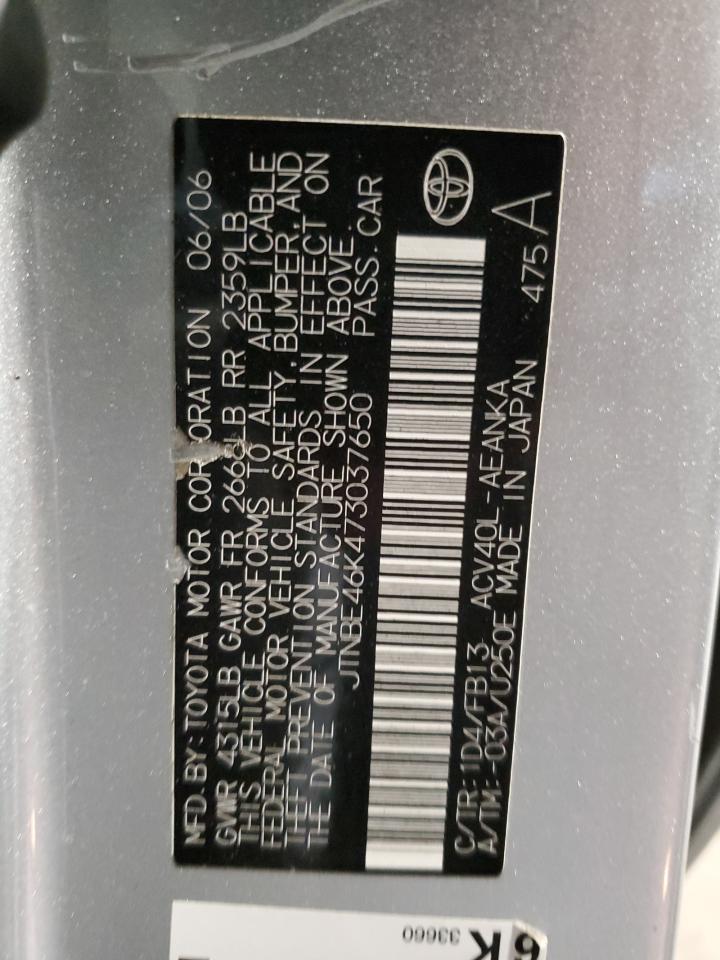 MFD. BY: TOYOTA MOTOR CORPORATION 06/06
GVWR 4315LB GAWR FR 2668LB RR 2359LB
THIS VEHICLE CONFORMS TO ALL APPLICABLE
FEDERAL MOTOR VEHICLE SAFETY, BUMPER, AND
THEFT PREVENTION STANDARDS IN EFFECT ON
THE DATE OF MANUFACTURE SHOWN ABOVE.
JTNBE46K473037650 PASS. CAR
C/TR: 1D4/FB13 ACV40L-AEANKA
A/TM: -03A/U250E MADE IN JAPAN 475 A
6K
33660